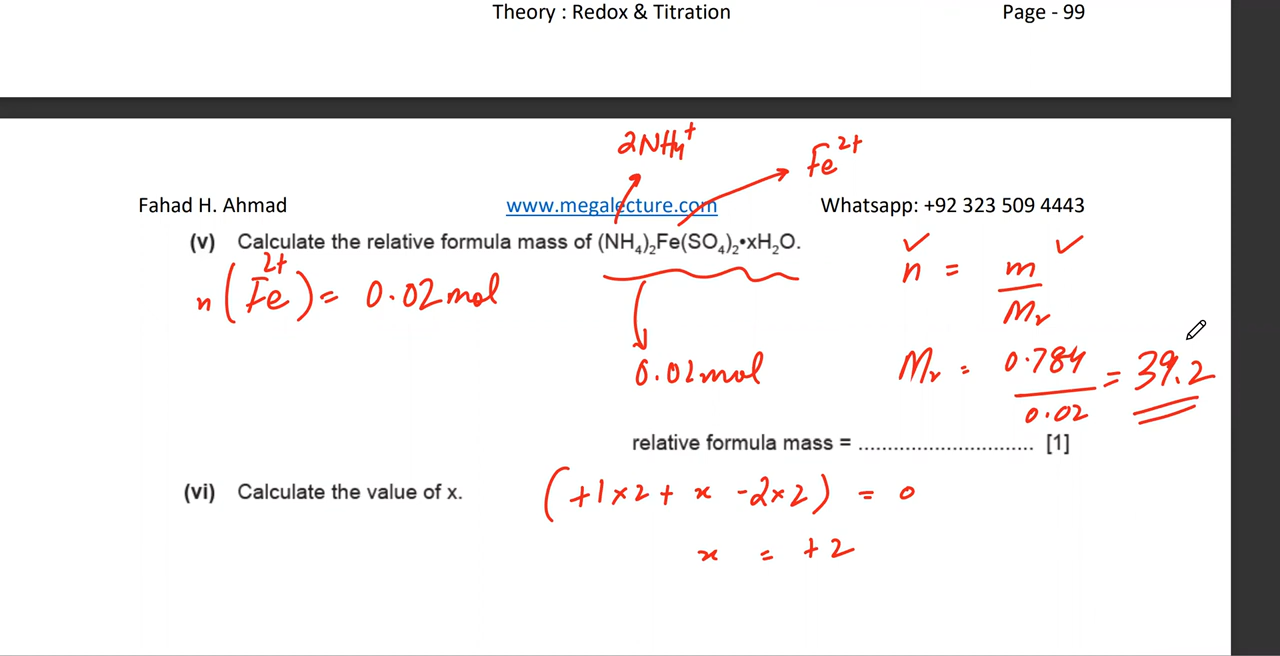 Theory : Redox & Titration Page - 99
2NH₄⁺
Fe²⁺
Fahad H. Ahmad www.megalecture.com Whatsapp: +92 323 509 4443
(v) Calculate the relative formula mass of (NH₄)₂Fe(SO₄)₂•xH₂O.
n(Fe²⁺) = 0.02 mol
✓ n = m/Mr ✓
0.02 mol
Mr = 0.784/0.02 = 39.2
relative formula mass = .............................. [1]
(vi) Calculate the value of x.
(+1×2 + x -2×2) = 0
x = +2